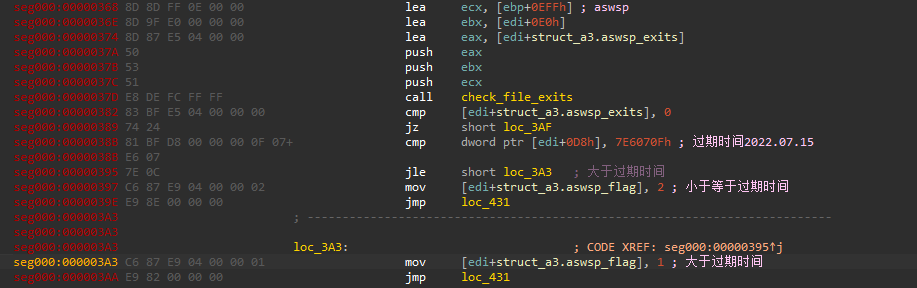 seg000:00000368 8D 8D FF 0E 00 00 lea ecx, [ebp+0EFFh] ; aswsp
seg000:0000036E 8D 9F E0 00 00 00 lea ebx, [edi+0E0h]
seg000:00000374 8D 87 E5 04 00 00 lea eax, [edi+struct_a3.aswsp_exits]
seg000:0000037A 50 push eax
seg000:0000037B 53 push ebx
seg000:0000037C 51 push ecx
seg000:0000037D E8 DE FC FF FF call check_file_exits
seg000:00000382 83 BF E5 04 00 00 00 cmp [edi+struct_a3.aswsp_exits], 0
seg000:00000389 74 24 jz short loc_3AF
seg000:0000038B 81 BF D8 00 00 00 0F 07+ cmp dword ptr [edi+0D8h], 7E6070Fh ; 过期时间2022.07.15
seg000:0000038B E6 07
seg000:00000395 7E 0C jle short loc_3A3 ; 大于过期时间
seg000:00000397 C6 87 E9 04 00 00 02 mov [edi+struct_a3.aswsp_flag], 2 ; 小于等于过期时间
seg000:0000039E E9 8E 00 00 00 jmp loc_431
seg000:000003A3 ; ---------------------------------------------------------------------------
seg000:000003A3
seg000:000003A3 loc_3A3: ; CODE XREF: seg000:00000395↑j
seg000:000003A3 C6 87 E9 04 00 00 01 mov [edi+struct_a3.aswsp_flag], 1 ; 大于过期时间
seg000:000003AA E9 82 00 00 00 jmp loc_431